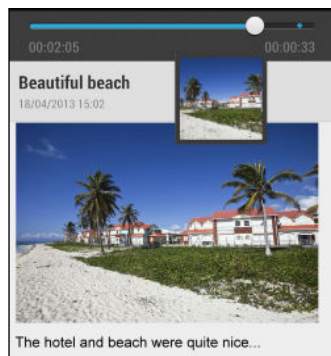 00:02:05 00:00:33
Beautiful beach
18/04/2013 15:02
The hotel and beach were quite nice...